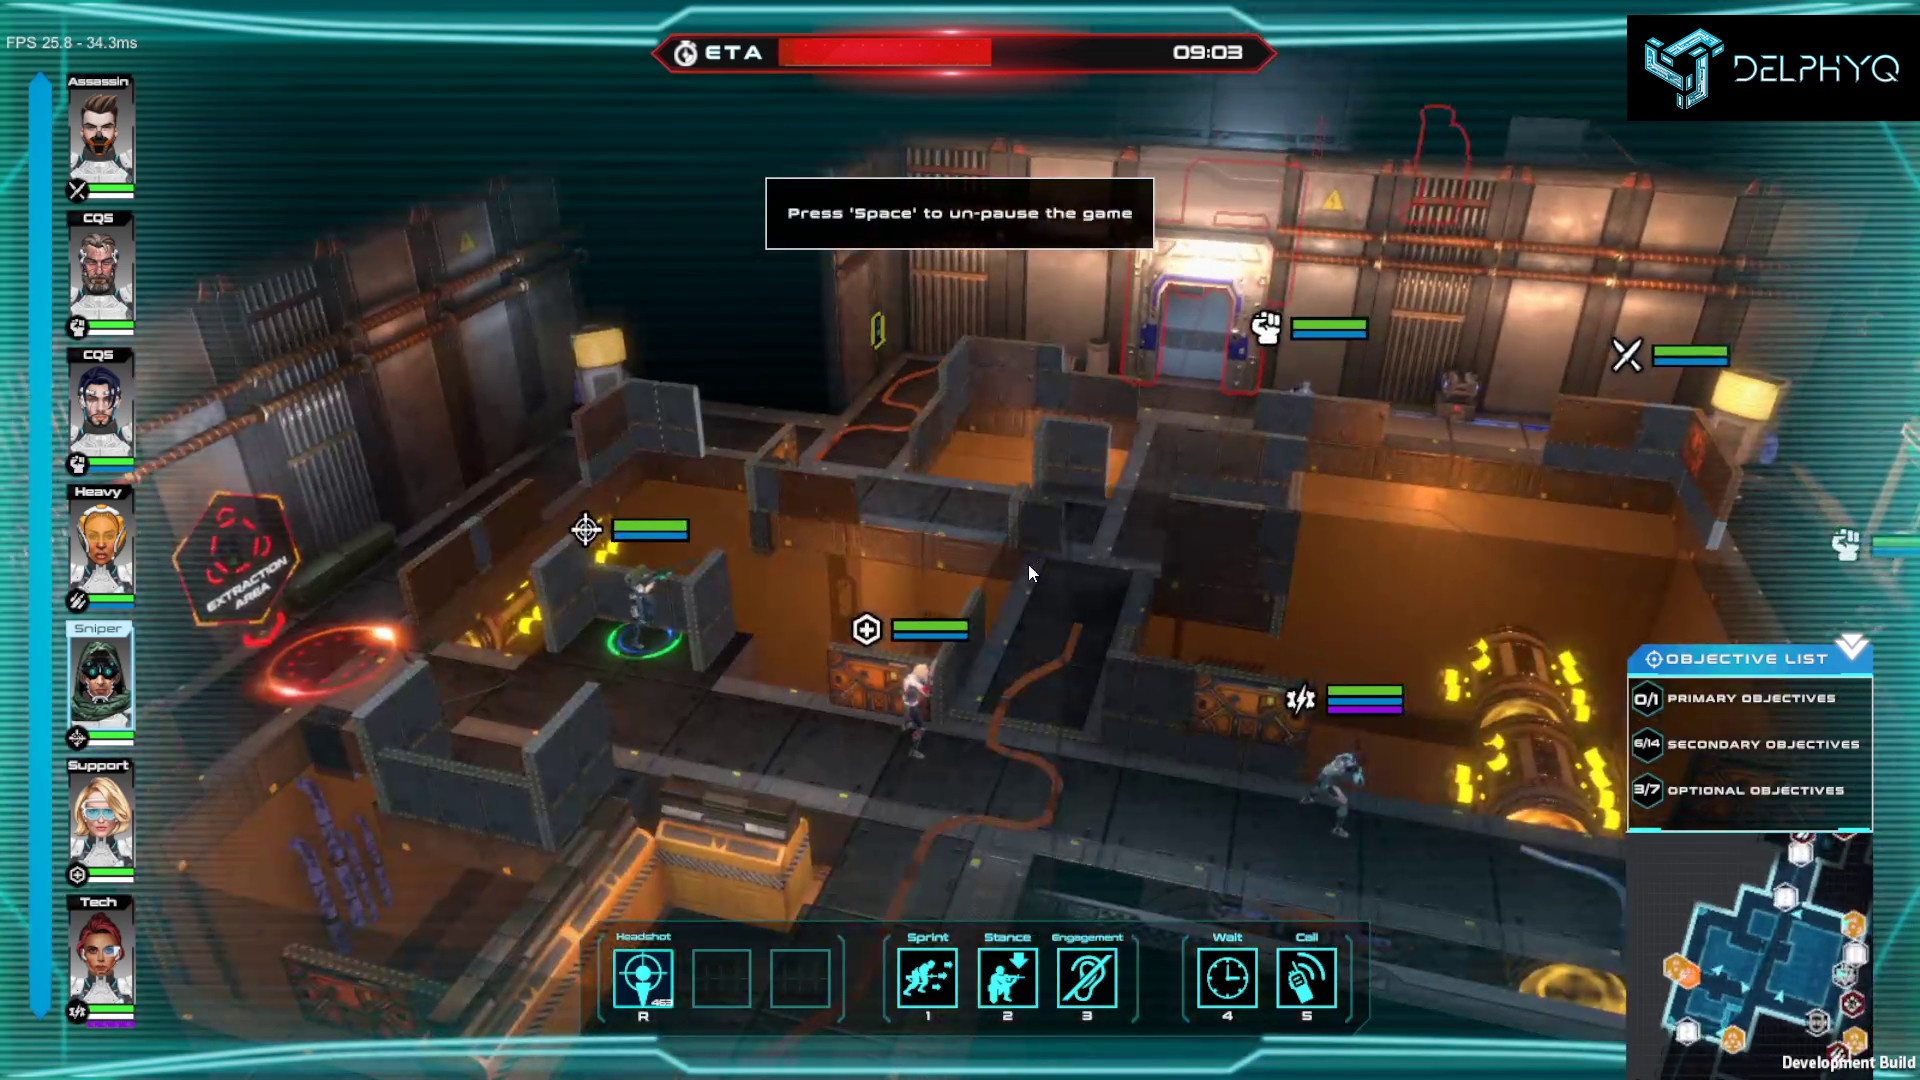 FPS 25.8 - 34.3ms
ETA
09:03
DELPHYQ
Assassin
Press 'Space' to un-pause the game
CQS
CQS
Heavy
EXTRACTION
AREA
Sniper
OBJECTIVE LIST
0/1 PRIMARY OBJECTIVES
6/14 SECONDARY OBJECTIVES
3/7 OPTIONAL OBJECTIVES
Support
Tech
Headshot
Sprint
Stance
Engagement
Wait
Call
463
R
1
2
3
4
5
Development Build